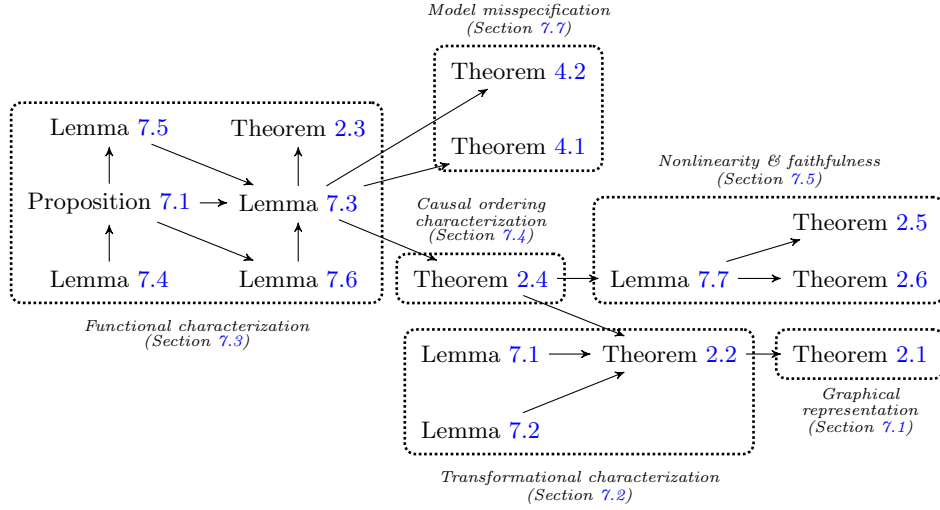 Model misspecification
(Section 7.7)
Theorem 4.2
Theorem 4.1
Lemma 7.5
Theorem 2.3
Proposition 7.1
Lemma 7.3
Lemma 7.4
Lemma 7.6
Functional characterization
(Section 7.3)
Causal ordering
characterization
(Section 7.4)
Theorem 2.4
Nonlinearity & faithfulness
(Section 7.5)
Theorem 2.5
Lemma 7.7
Theorem 2.6
Lemma 7.1
Theorem 2.2
Lemma 7.2
Transformational characterization
(Section 7.2)
Theorem 2.1
Graphical
representation
(Section 7.1)